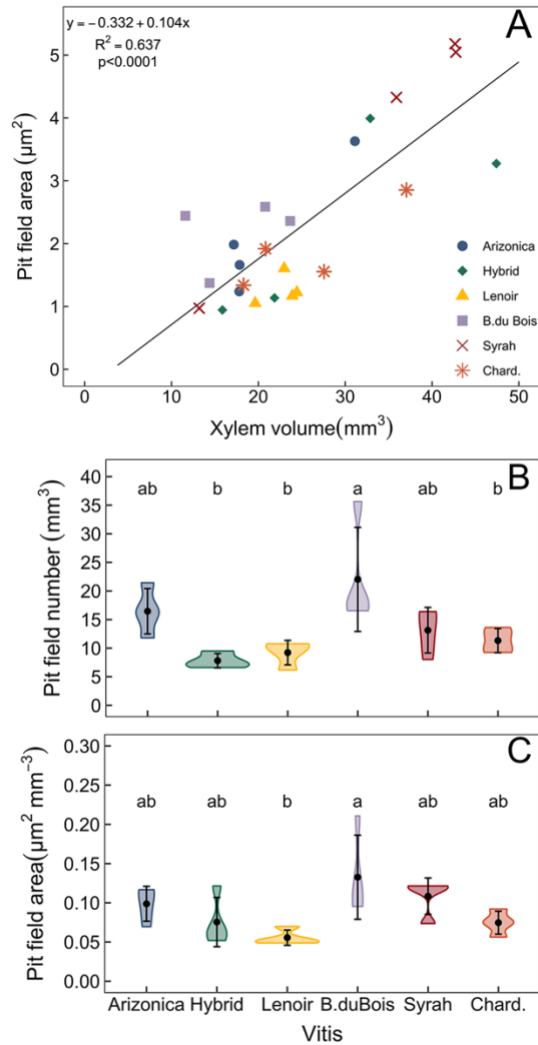 A
y = − 0.332 + 0.104x
R² = 0.637
p<0.0001
Pit field area (μm²)
5
4
3
2
1
0
Arizonica
Hybrid
Lenoir
B.du Bois
Syrah
Chard.
0 10 20 30 40 50
Xylem volume(mm³)
B
Pit field number (mm³)
40
35
30
25
20
15
10
5
0
ab b b a ab b
C
Pit field area(μm² mm⁻³)
0.30
0.25
0.20
0.15
0.10
0.05
0.00
ab ab b a ab ab
Arizonica Hybrid Lenoir B.duBois Syrah Chard.
Vitis